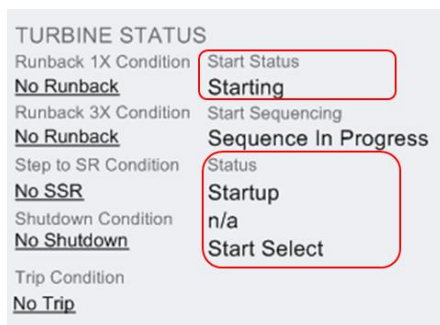 TURBINE STATUS
Runback 1X Condition
No Runback
Runback 3X Condition
No Runback
Step to SR Condition
No SSR
Shutdown Condition
No Shutdown
Trip Condition
No Trip
Start Status
Starting
Start Sequencing
Sequence In Progress
Status
Startup
n/a
Start Select